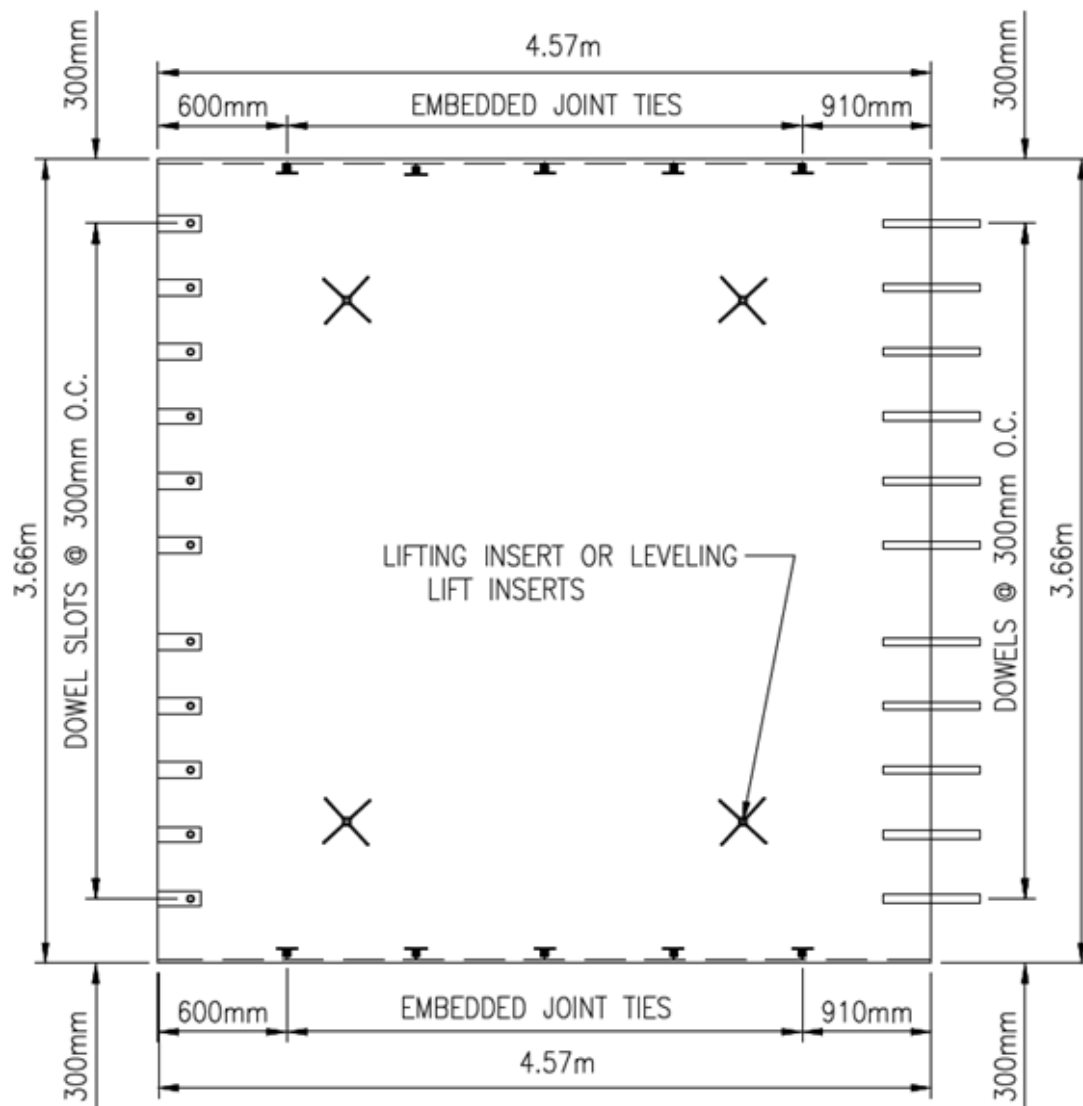 300mm
4.57m
300mm
600mm
EMBEDDED JOINT TIES
910mm
3.66m
DOWEL SLOTS @ 300mm O.C.
LIFTING INSERT OR LEVELING
LIFT INSERTS
DOWELS @ 300mm O.C.
3.66m
600mm
EMBEDDED JOINT TIES
910mm
300mm
4.57m
300mm